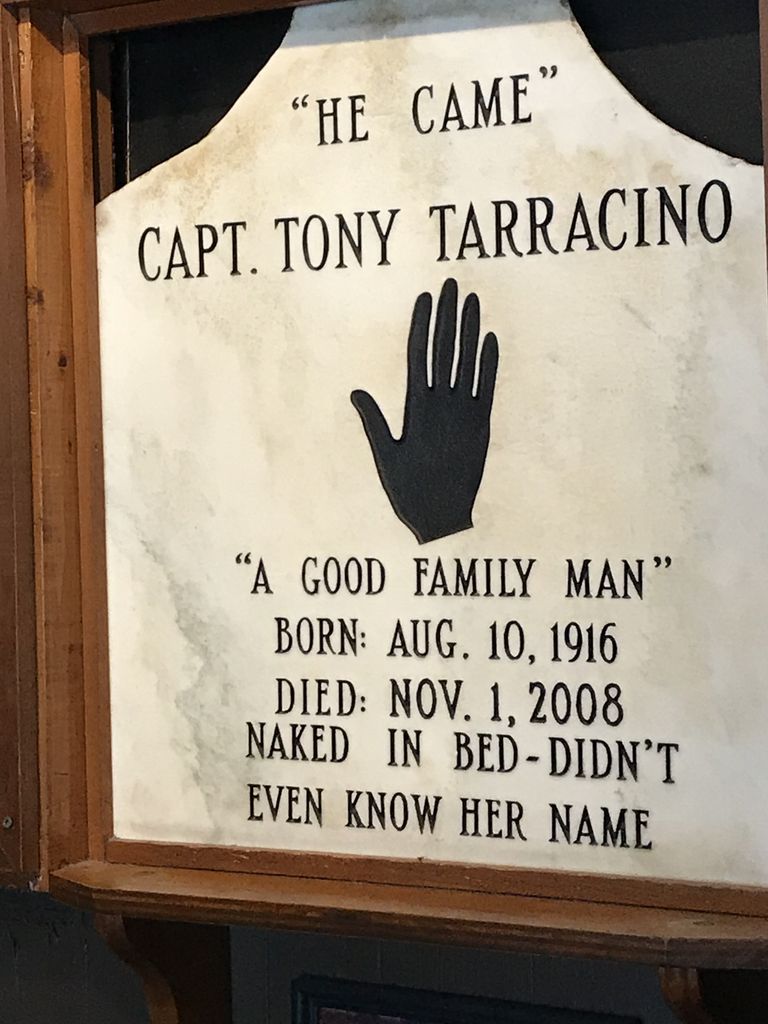 “HE CAME”
CAPT. TONY TARRACINO
“A GOOD FAMILY MAN”
BORN: AUG. 10, 1916
DIED: NOV. 1, 2008
NAKED IN BED-DIDN'T
EVEN KNOW HER NAME